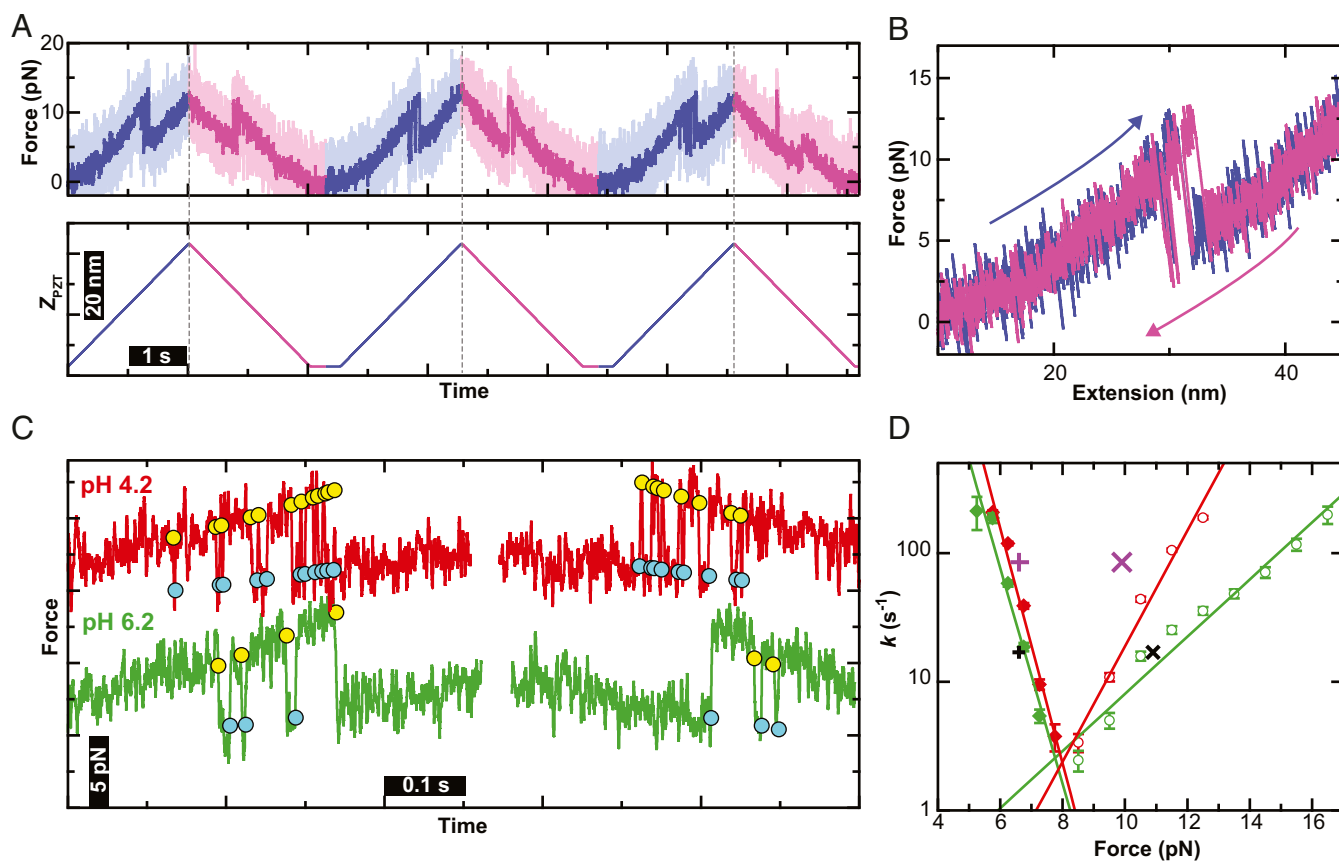 A
Force (pN)
20
10
0
Z_PZT
20 nm
1 s
Time
B
Force (pN)
15
10
5
0
20
40
Extension (nm)
C
pH 4.2
pH 6.2
Force
5 pN
0.1 s
Time
D
k (s⁻¹)
100
10
1
4
6
8
10
12
14
16
Force (pN)